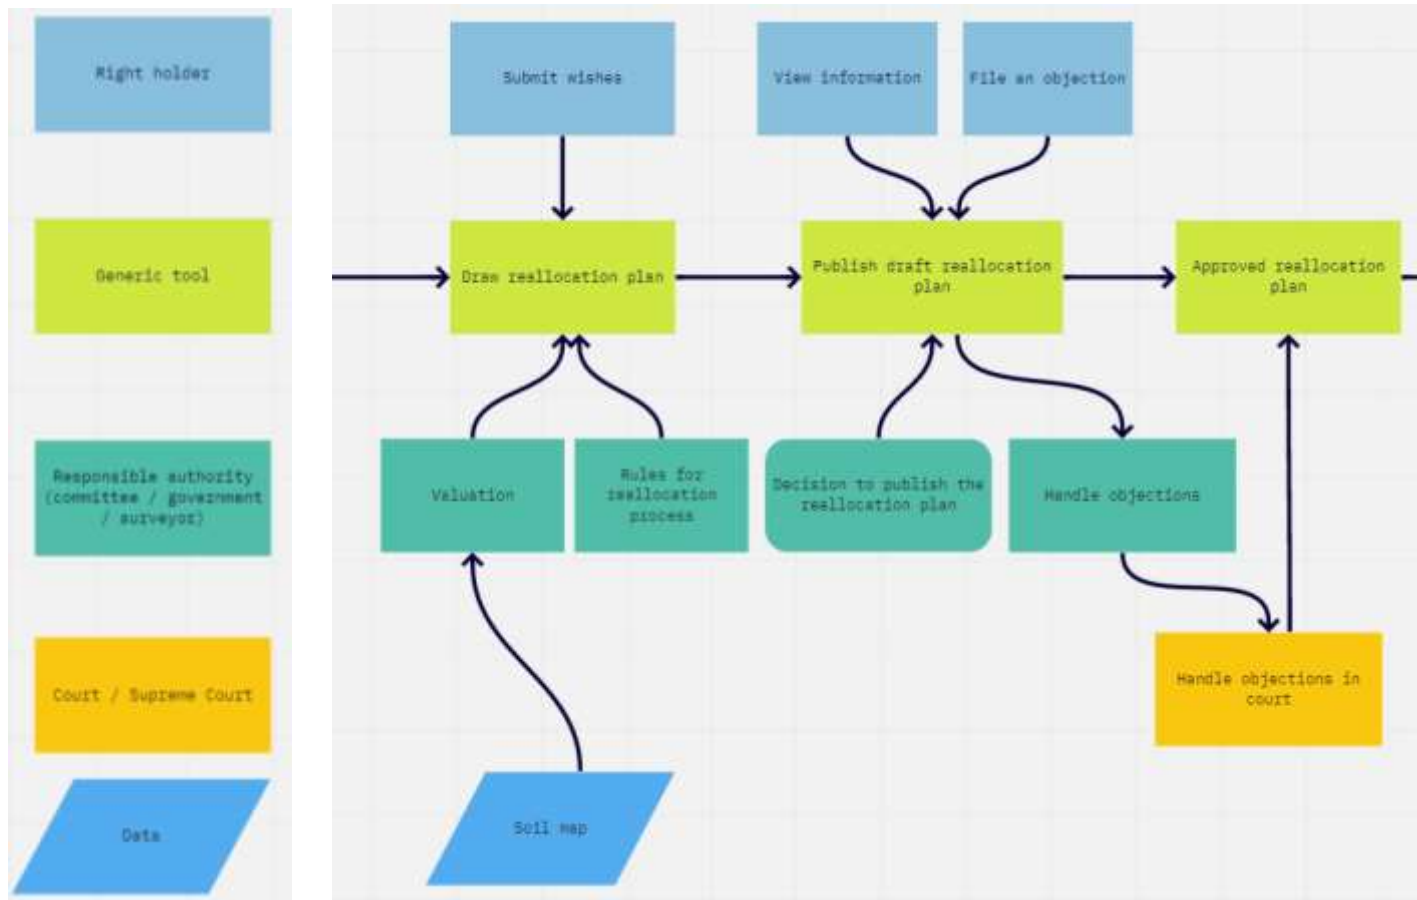 Right holder
Generic tool
Responsible authority
(committee / government
/ surveyor)
Court / Supreme Court
Data
Submit wishes
View information
File an objection
Draw reallocation plan
Publish draft reallocation
plan
Approved reallocation
plan
Valuation
Rules for
reallocation
process
Decision to publish the
reallocation plan
Handle objections
Handle objections in
court
Soil map